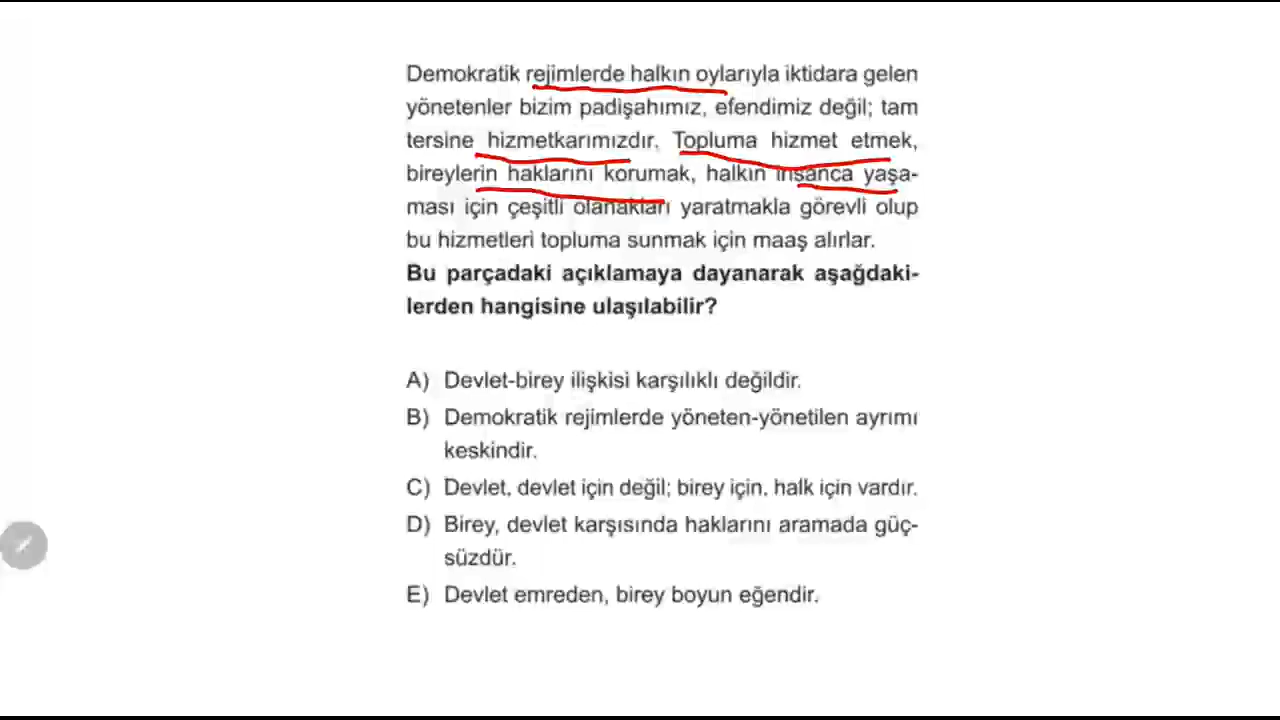 Demokratik rejimlerde halkın oylarıyla iktidara gelen
yönetenler bizim padişahımız, efendimiz değil; tam
tersine hizmetkarımızdır. Topluma hizmet etmek,
bireylerin haklarını korumak, halkın insanca yaşa-
ması için çeşitli olanakları yaratmakla görevli olup
bu hizmetleri topluma sunmak için maaş alırlar.
Bu parçadaki açıklamaya dayanarak aşağdaki-
lerden hangisine ulaşılabilir?
A) Devlet-birey ilişkisi karşılıklı değildir.
B) Demokratik rejimlerde yöneten-yönetilen ayrımı
keskindir.
C) Devlet, devlet için değil; birey için, halk için vardır.
D) Birey, devlet karşısında haklarını aramada güç-
süzdür.
E) Devlet emreden, birey boyun eğendir.